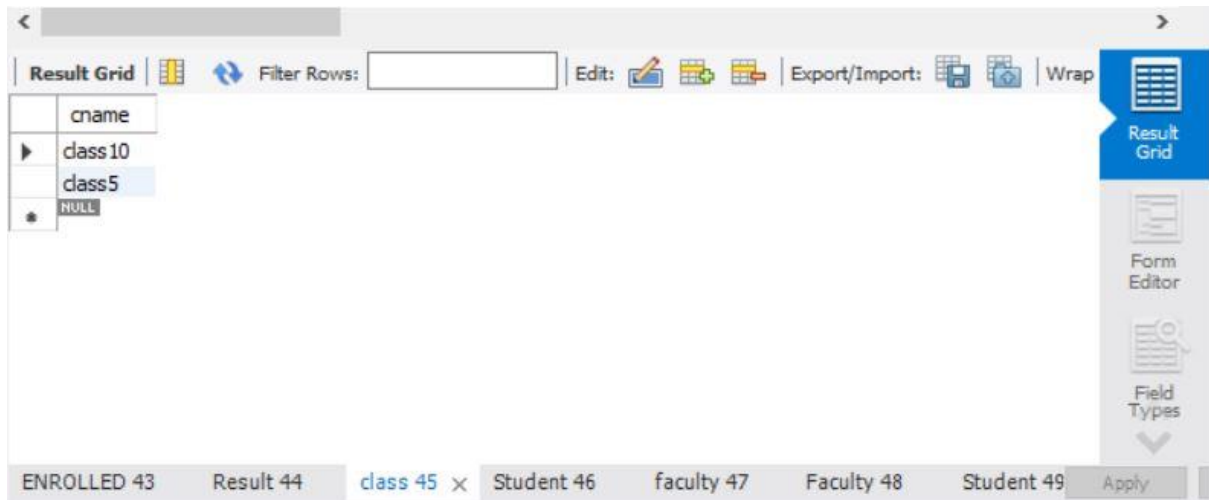 Result Grid Filter Rows: Edit: Export/Import: Wrap
cname
class10
class5
NULL
Result
Grid
Form
Editor
Field
Types
ENROLLED 43 Result 44 class 45 Student 46 faculty 47 Faculty 48 Student 49 Apply